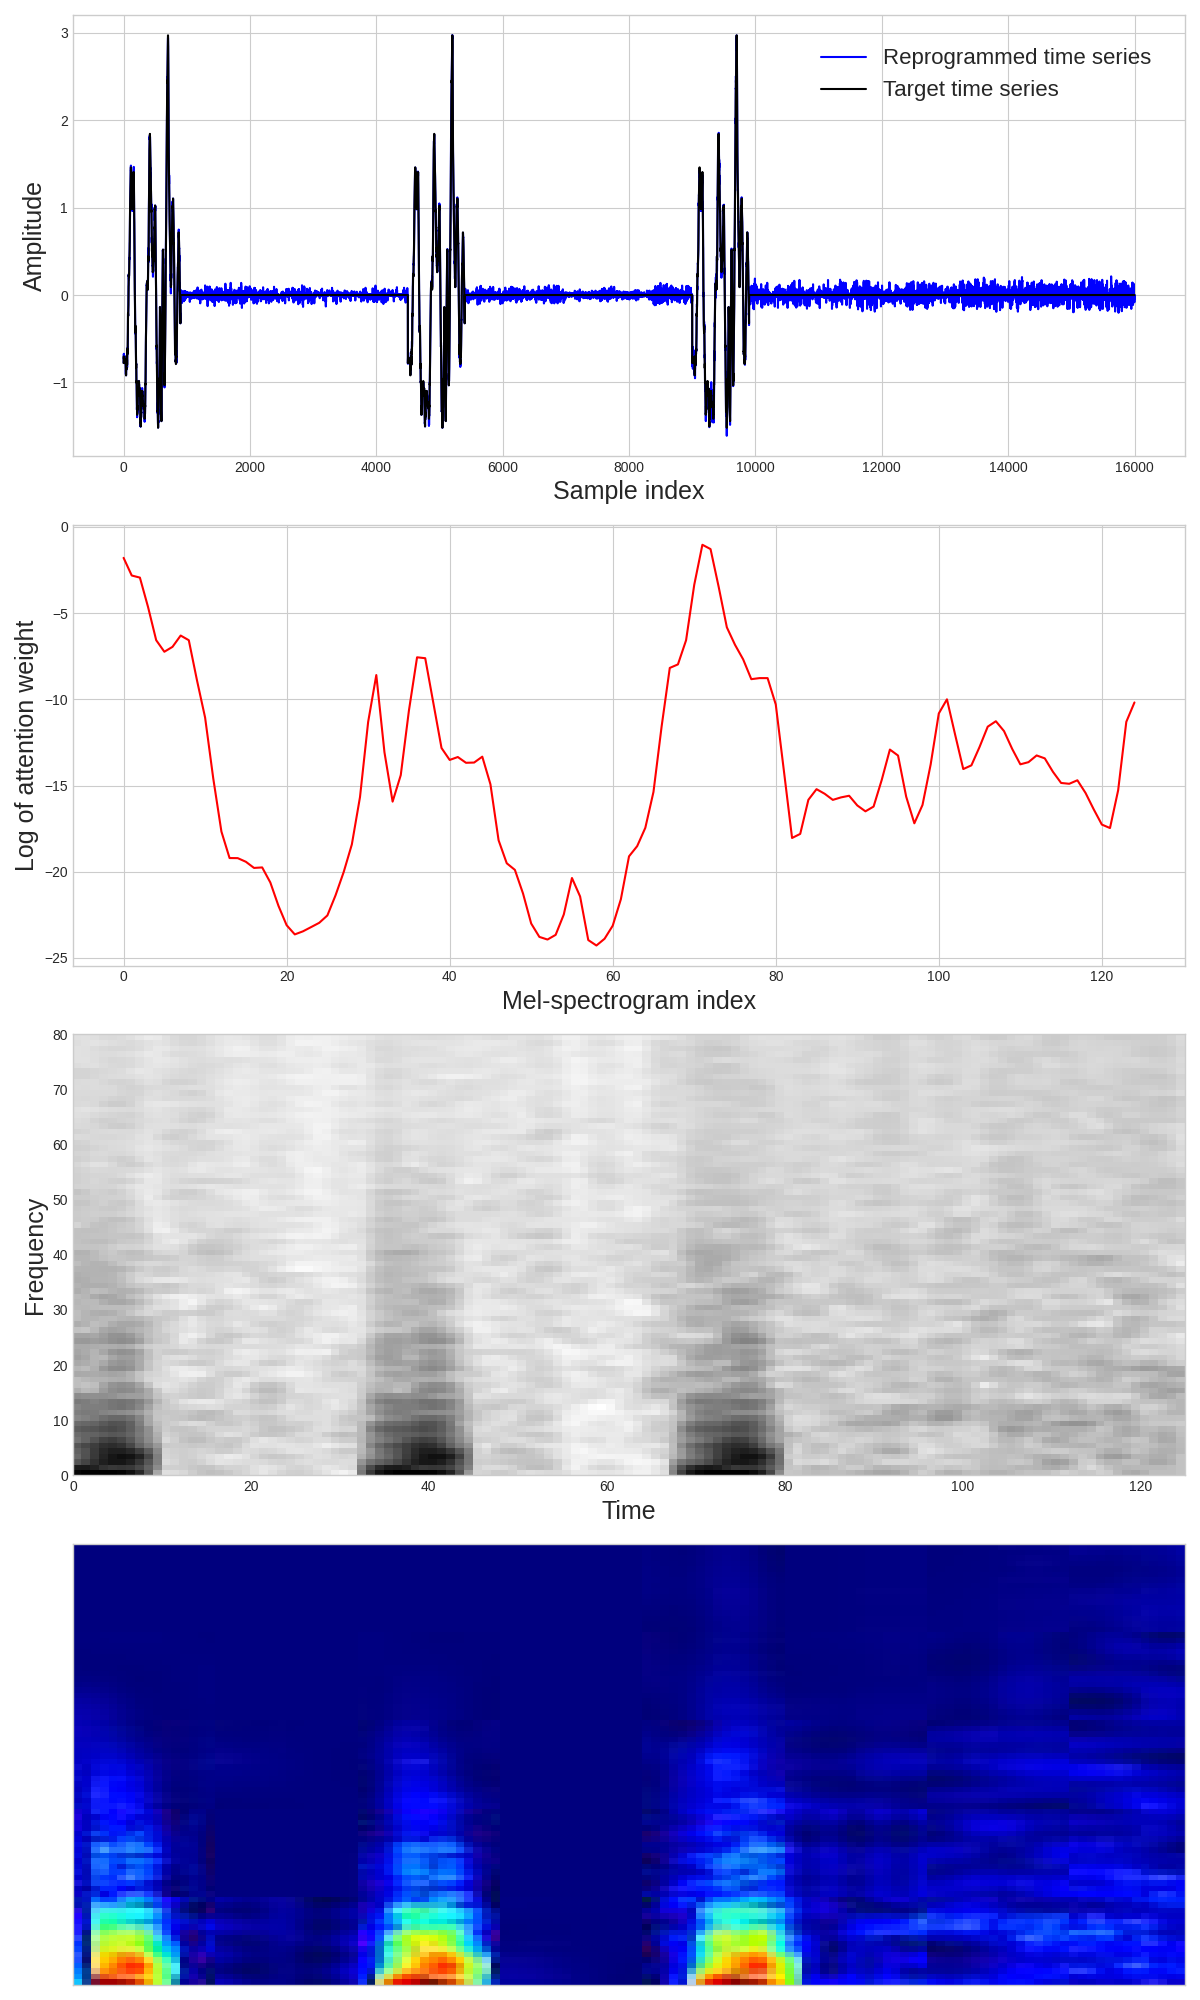 3
2
1
0
−1
Amplitude
Reprogrammed time series
Target time series
0 2000 4000 6000 8000 10000 12000 14000 16000
Sample index
0
−5
−10
−15
−20
−25
Log of attention weight
0 20 40 60 80 100 120
Mel-spectrogram index
80
70
60
50
40
30
20
10
0
Frequency
0 20 40 60 80 100 120
Time